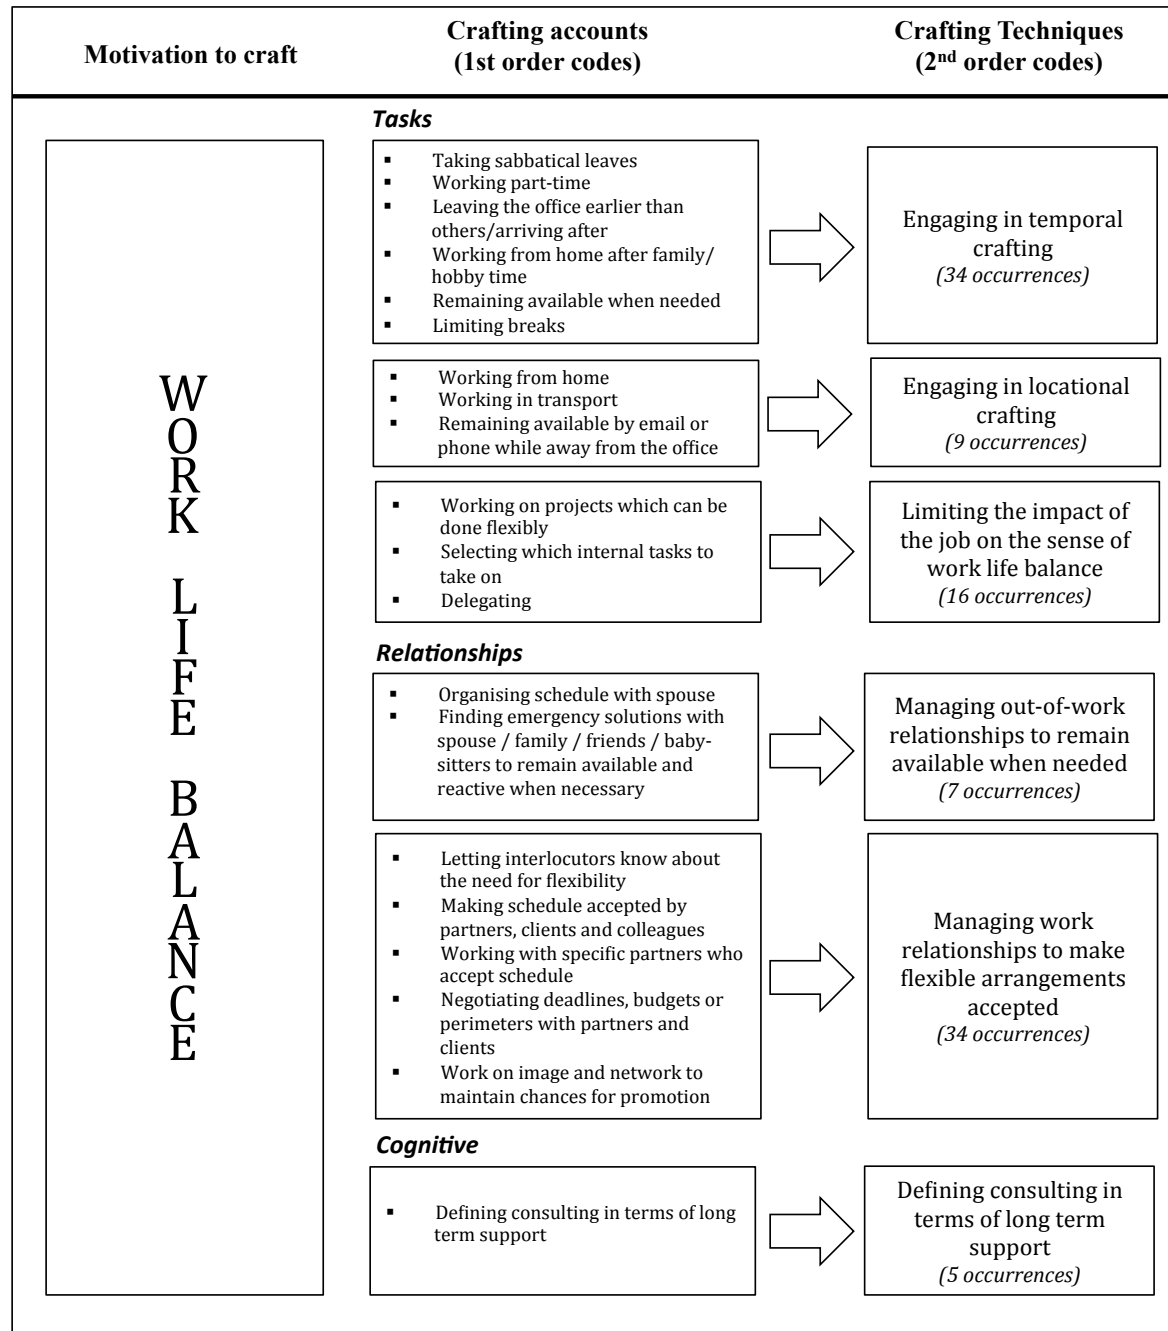 Motivation to craft
Crafting accounts
(1st order codes)
Crafting Techniques
(2nd order codes)
WORK LIFE BALANCE
Tasks
▪ Taking sabbatical leaves
▪ Working part-time
▪ Leaving the office earlier than
others/arriving after
▪ Working from home after family/
hobby time
▪ Remaining available when needed
▪ Limiting breaks
Engaging in temporal
crafting
(34 occurrences)
▪ Working from home
▪ Working in transport
▪ Remaining available by email or
phone while away from the office
Engaging in locational
crafting
(9 occurrences)
▪ Working on projects which can be
done flexibly
▪ Selecting which internal tasks to
take on
▪ Delegating
Limiting the impact of
the job on the sense of
work life balance
(16 occurrences)
Relationships
▪ Organising schedule with spouse
▪ Finding emergency solutions with
spouse / family / friends / baby-
sitters to remain available and
reactive when necessary
Managing out-of-work
relationships to remain
available when needed
(7 occurrences)
▪ Letting interlocutors know about
the need for flexibility
▪ Making schedule accepted by
partners, clients and colleagues
▪ Working with specific partners who
accept schedule
▪ Negotiating deadlines, budgets or
perimeters with partners and
clients
▪ Work on image and network to
maintain chances for promotion
Managing work
relationships to make
flexible arrangements
accepted
(34 occurrences)
Cognitive
▪ Defining consulting in terms of long
term support
Defining consulting in
terms of long term
support
(5 occurrences)